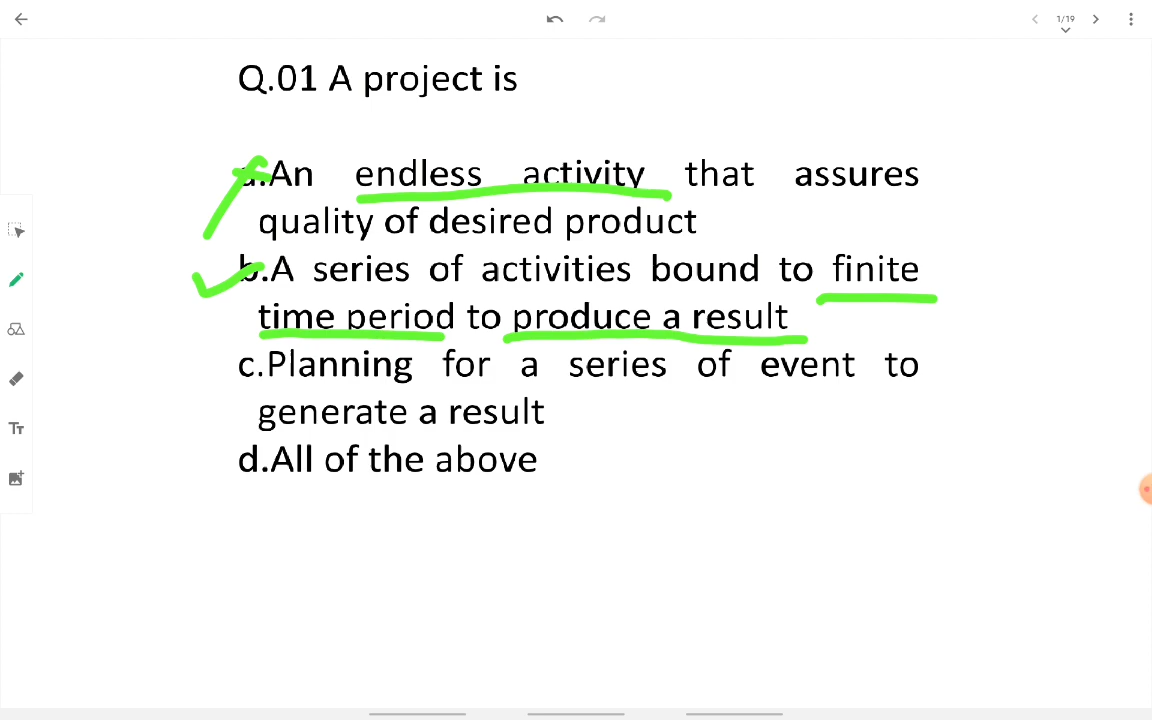 1/19
Q.01 A project is
a.An endless activity that assures
quality of desired product
b.A series of activities bound to finite
time period to produce a result
c.Planning for a series of event to
generate a result
d.All of the above
Tт